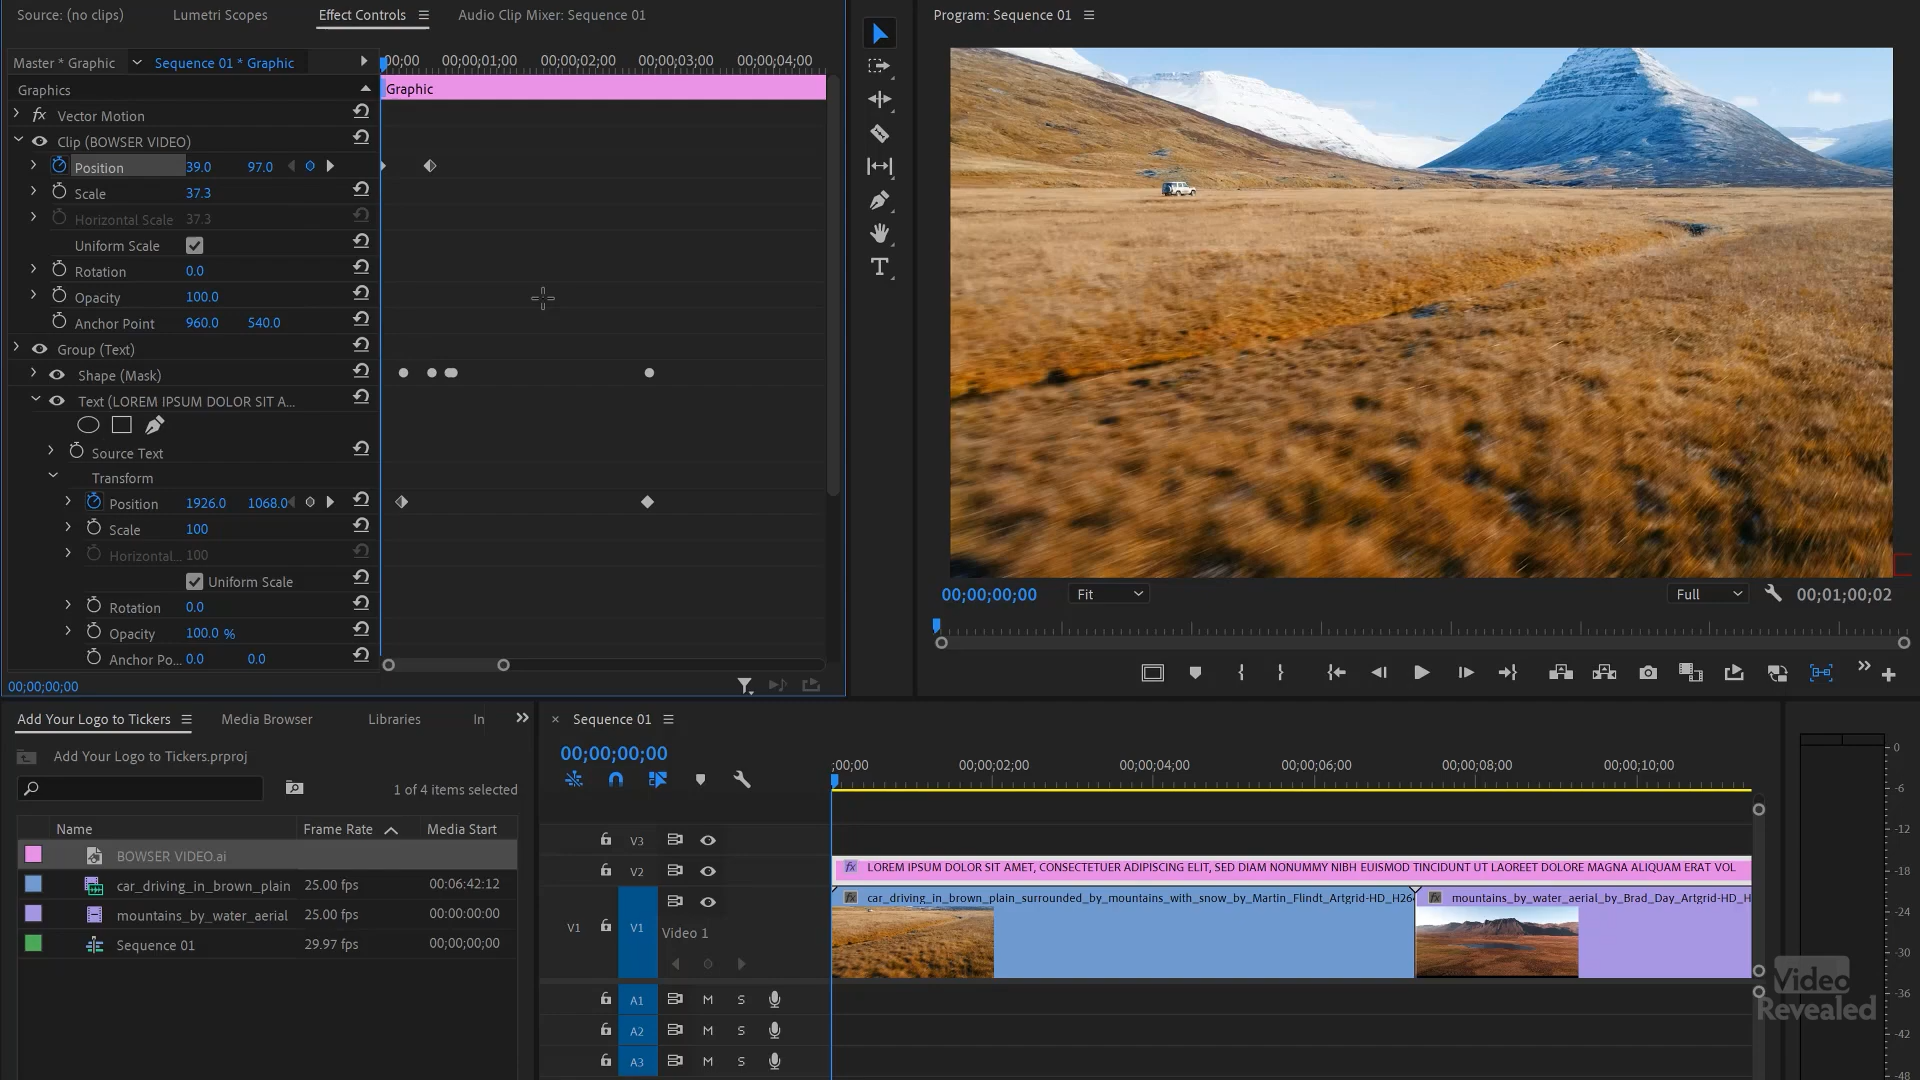 Source: (no clips)
Lumetri Scopes
Effect Controls
Audio Clip Mixer: Sequence 01
Program: Sequence 01
Master * Graphic
Sequence 01 * Graphic
00;00
00;00;01;00
00;00;02;00
00;00;03;00
00;00;04;00
Graphics
Graphic
fx Vector Motion
Clip (BOWSER VIDEO)
Position 39.0 97.0
Scale 37.3
Horizontal Scale 37.3
Uniform Scale
Rotation 0.0
Opacity 100.0
Anchor Point 960.0 540.0
Group (Text)
Shape (Mask)
Text (LOREM IPSUM DOLOR SIT A...
Source Text
Transform
Position 1926.0 1068.0
Scale 100
Horizontal... 100
Uniform Scale
Rotation 0.0
Opacity 100.0 %
Anchor Po... 0.0 0.0
00;00;00;00
T
00;00;00;00
Fit
Full
00;01;00;02
Add Your Logo to Tickers
Media Browser
Libraries
In
Add Your Logo to Tickers.prproj
1 of 4 items selected
Name Frame Rate Media Start
BOWSER VIDEO.ai
car_driving_in_brown_plain 25.00 fps 00:06:42:12
mountains_by_water_aerial 25.00 fps 00:00:00:00
Sequence 01 29.97 fps 00;00;00;00
Sequence 01
00;00;00;00
;00;00
00;00;02;00
00;00;04;00
00;00;06;00
00;00;08;00
00;00;10;00
V3
V2
fx LOREM IPSUM DOLOR SIT AMET, CONSECTETUER ADIPISCING ELIT, SED DIAM NONUMMY NIBH EUISMOD TINCIDUNT UT LAOREET DOLORE MAGNA ALIQUAM ERAT VOL
fx car_driving_in_brown_plain_surrounded_by_mountains_with_snow_by_Martin_Flindt_Artgrid-HD_H26
fx mountains_by_water_aerial_by_Brad_Day_Artgrid-HD_H
V1 V1 Video 1
A1 M S
A2 M S
A3 M S
0
-6
-12
-18
-24
-30
-36
-42
-48
Video
Revealed